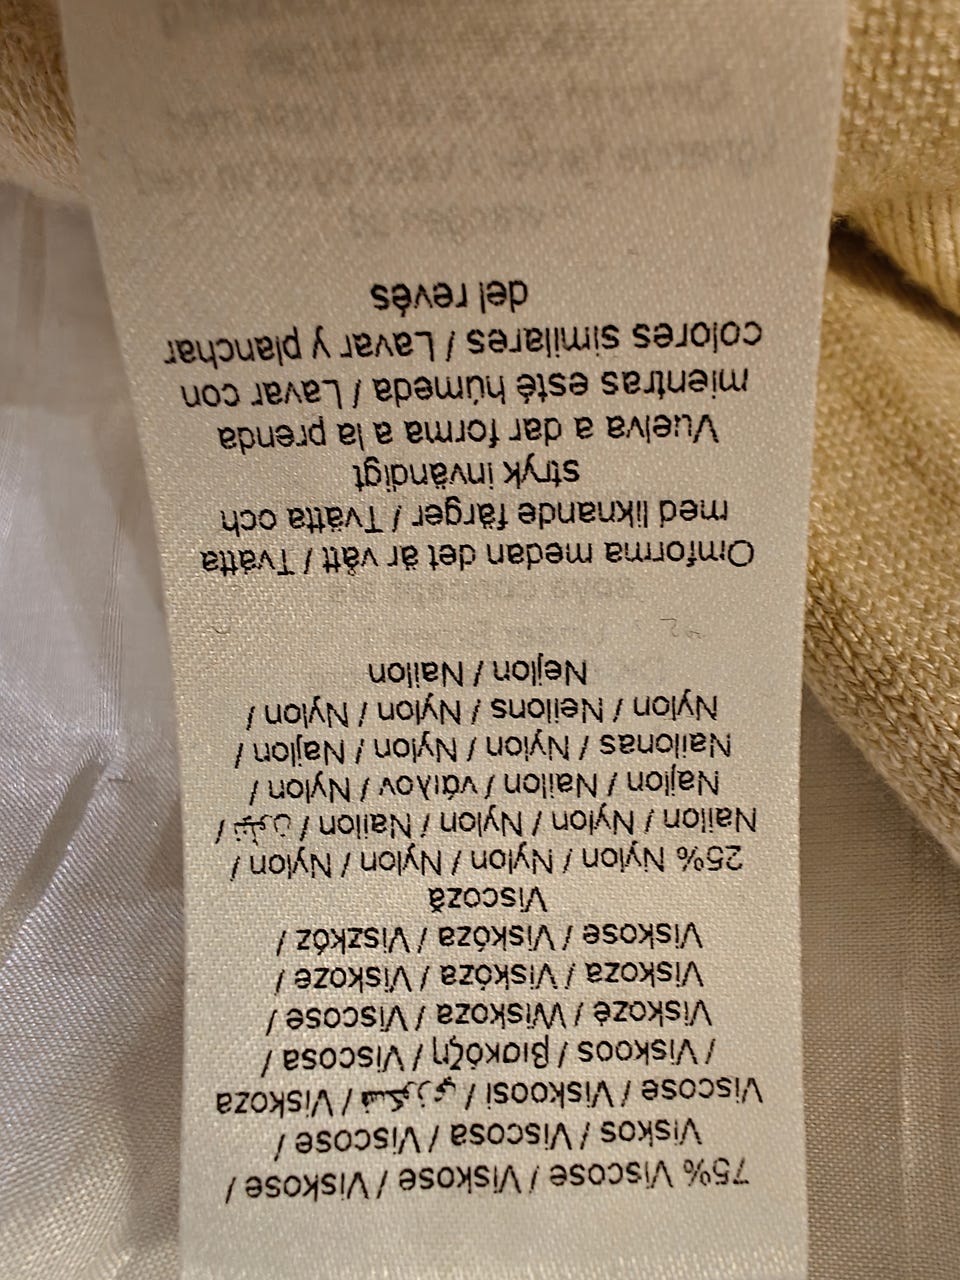 75% Viscose / Viskose / Viskose /
Viskos / Viscosa / Viscose /
Viscose / Viskoosi / فسكوزي / Viskoza
/ Viskoos / βισκόζη / Viscosa /
Viskozė / Wiskoza / Viscose /
Viskoza / Viskóza / Viskoze /
Viskose / Viskóza / Viszkóz /
Viscoză
25% Nylon / Nylon / Nylon / Nylon /
Nailon / Nylon / Nylon / Nailon / نايلون /
Najlon / Nailon / νάιλον / Nylon /
Nailonas / Nylon / Nylon / Najlon /
Nylon / Neilons / Nylon / Nylon /
Nejlon / Nailon
Omforma medan det är vått / Tvätta
med liknande färger / Tvätta och
stryk invändigt
Vuelva a dar forma a la prenda
mientras esté húmeda / Lavar con
colores similares / Lavar y planchar
del revés